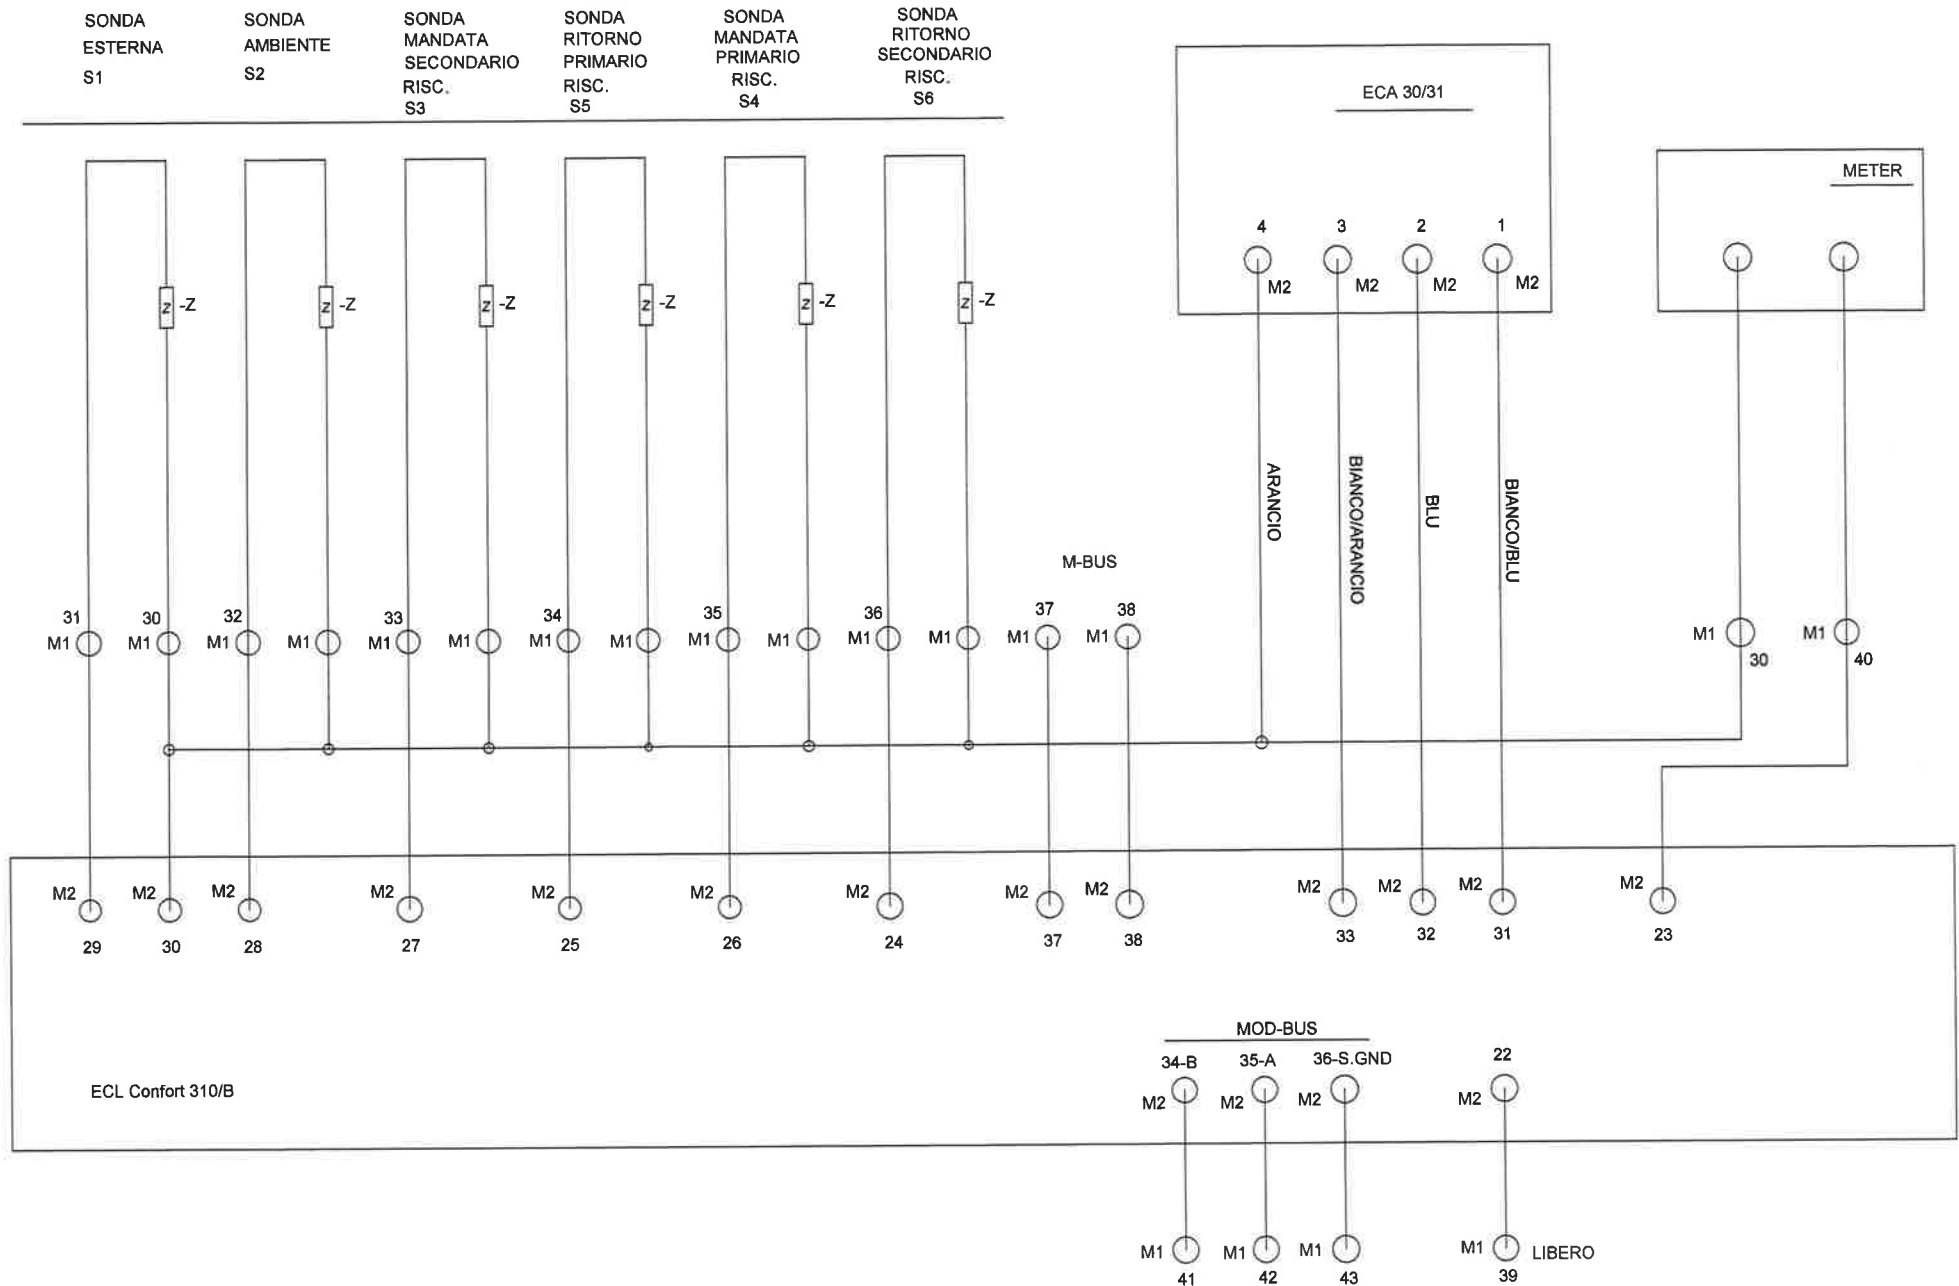 SONDA
ESTERNA
S1
SONDA
AMBIENTE
S2
SONDA
MANDATA
SECONDARIO
RISC.
S3
SONDA
RITORNO
PRIMARIO
RISC.
S5
SONDA
MANDATA
PRIMARIO
RISC.
S4
SONDA
RITORNO
SECONDARIO
RISC.
S6
ECA 30/31
METER
4 3 2 1
M2 M2 M2 M2
Z -Z Z -Z Z -Z Z -Z Z -Z Z -Z
ARANCIO
BIANCO/ARANCIO
BLU
BIANCO/BLU
M-BUS
31 30 32 33 34 35 36 37 38
M1 M1 M1 M1 M1 M1 M1 M1 M1 M1 M1 M1 M1 M1 M1 M1
30 40
M2 M2 M2 M2 M2 M2 M2 M2 M2 M2 M2 M2 M2
29 30 28 27 25 26 24 37 38 33 32 31 23
MOD-BUS
34-B 35-A 36-S.GND 22
M2 M2 M2 M2
ECL Confort 310/B
M1 M1 M1 M1 LIBERO
41 42 43 39